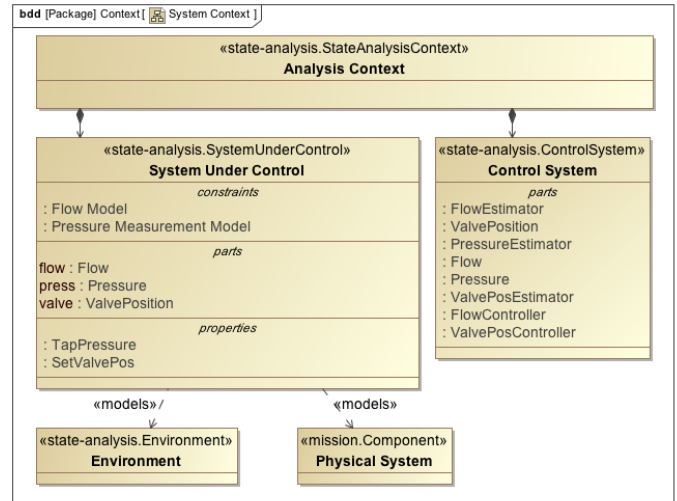 bdd [Package] Context[ System Context ]
«state-analysis.StateAnalysisContext»
Analysis Context
«state-analysis.SystemUnderControl»
System Under Control
constraints
: Flow Model
: Pressure Measurement Model
parts
flow : Flow
press : Pressure
valve : ValvePosition
properties
: TapPressure
: SetValvePos
«state-analysis.ControlSystem»
Control System
parts
: FlowEstimator
: ValvePosition
: PressureEstimator
: Flow
: Pressure
: ValvePosEstimator
: FlowController
: ValvePosController
«models»
«models»
«state-analysis.Environment»
Environment
«mission.Component»
Physical System